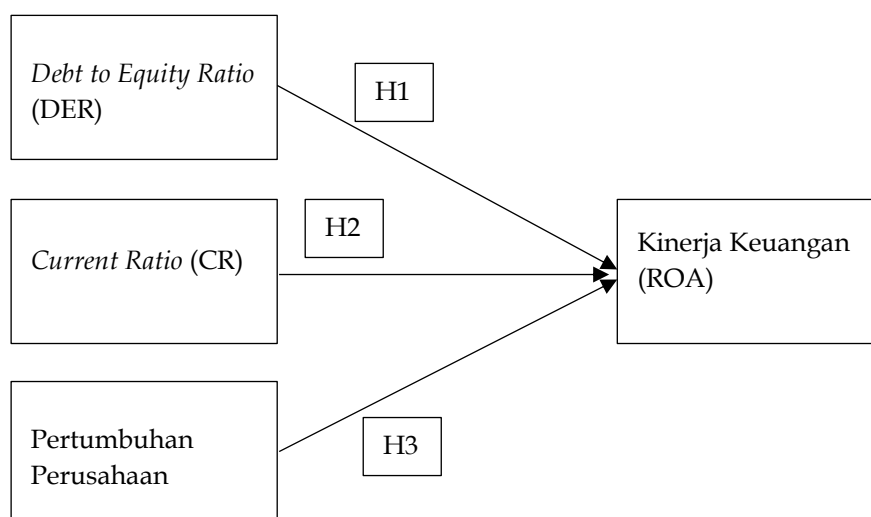 Debt to Equity Ratio
(DER)
H1
Current Ratio (CR)
H2
Kinerja Keuangan
(ROA)
Pertumbuhan
Perusahaan
H3